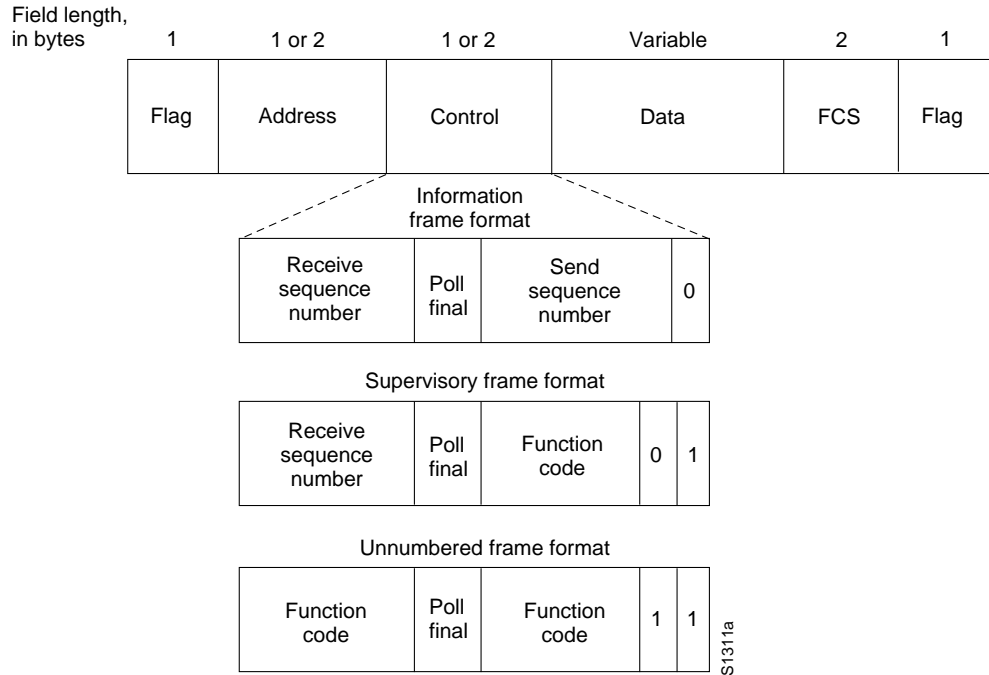 Field length,
in bytes 1 1 or 2 1 or 2 Variable 2 1
Flag Address Control Data FCS Flag
Information
frame format
Receive
sequence
number
Poll
final
Send
sequence
number
0
Supervisory frame format
Receive
sequence
number
Poll
final
Function
code
0 1
Unnumbered frame format
Function
code
Poll
final
Function
code
1 1
S1311a